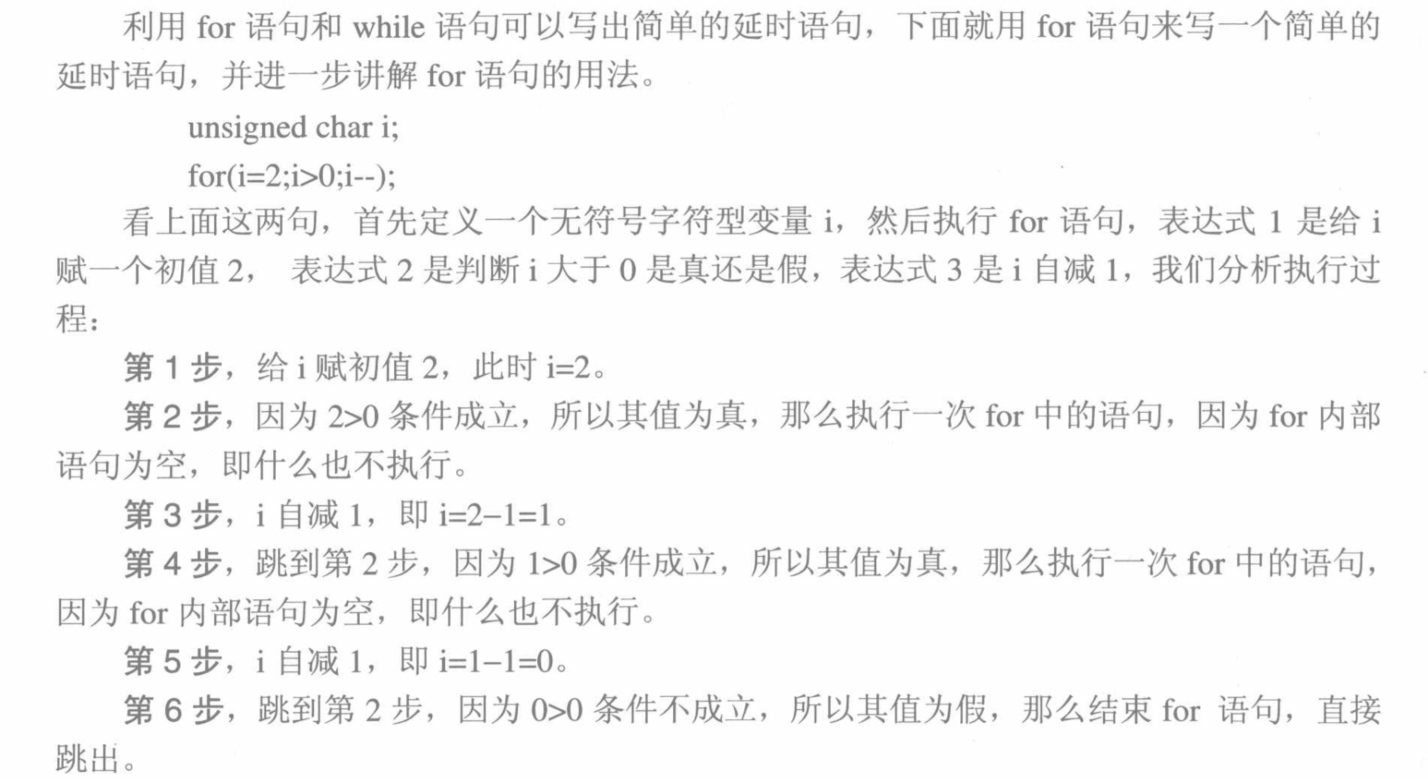 利用 for 语句和 while 语句可以写出简单的延时语句，下面就用 for 语句来写一个简单的
延时语句，并进一步讲解 for 语句的用法。
unsigned char i;
for(i=2;i>0;i--);
看上面这两句，首先定义一个无符号字符型变量 i，然后执行 for 语句，表达式 1 是给 i
赋一个初值 2， 表达式 2 是判断 i 大于 0 是真还是假，表达式 3 是 i 自减 1，我们分析执行过
程：
第 1 步，给 i 赋初值 2，此时 i=2。
第 2 步，因为 2>0 条件成立，所以其值为真，那么执行一次 for 中的语句，因为 for 内部
语句为空，即什么也不执行。
第 3 步，i 自减 1，即 i=2–1=1。
第 4 步，跳到第 2 步，因为 1>0 条件成立，所以其值为真，那么执行一次 for 中的语句，
因为 for 内部语句为空，即什么也不执行。
第 5 步，i 自减 1，即 i=1–1=0。
第 6 步，跳到第 2 步，因为 0>0 条件不成立，所以其值为假，那么结束 for 语句，直接
跳出。